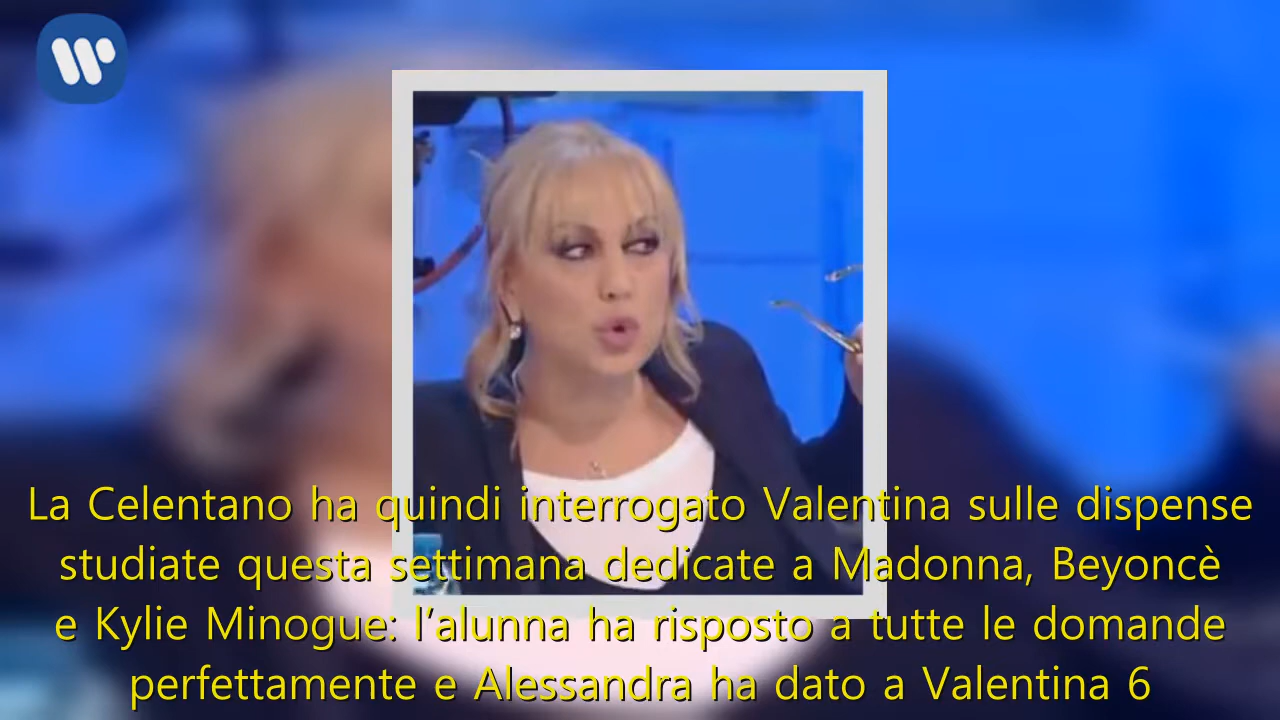 La Celentano ha quindi interrogato Valentina sulle dispense
studiate questa settimana dedicate a Madonna, Beyoncè
e Kylie Minogue: l’alunna ha risposto a tutte le domande
perfettamente e Alessandra ha dato a Valentina 6